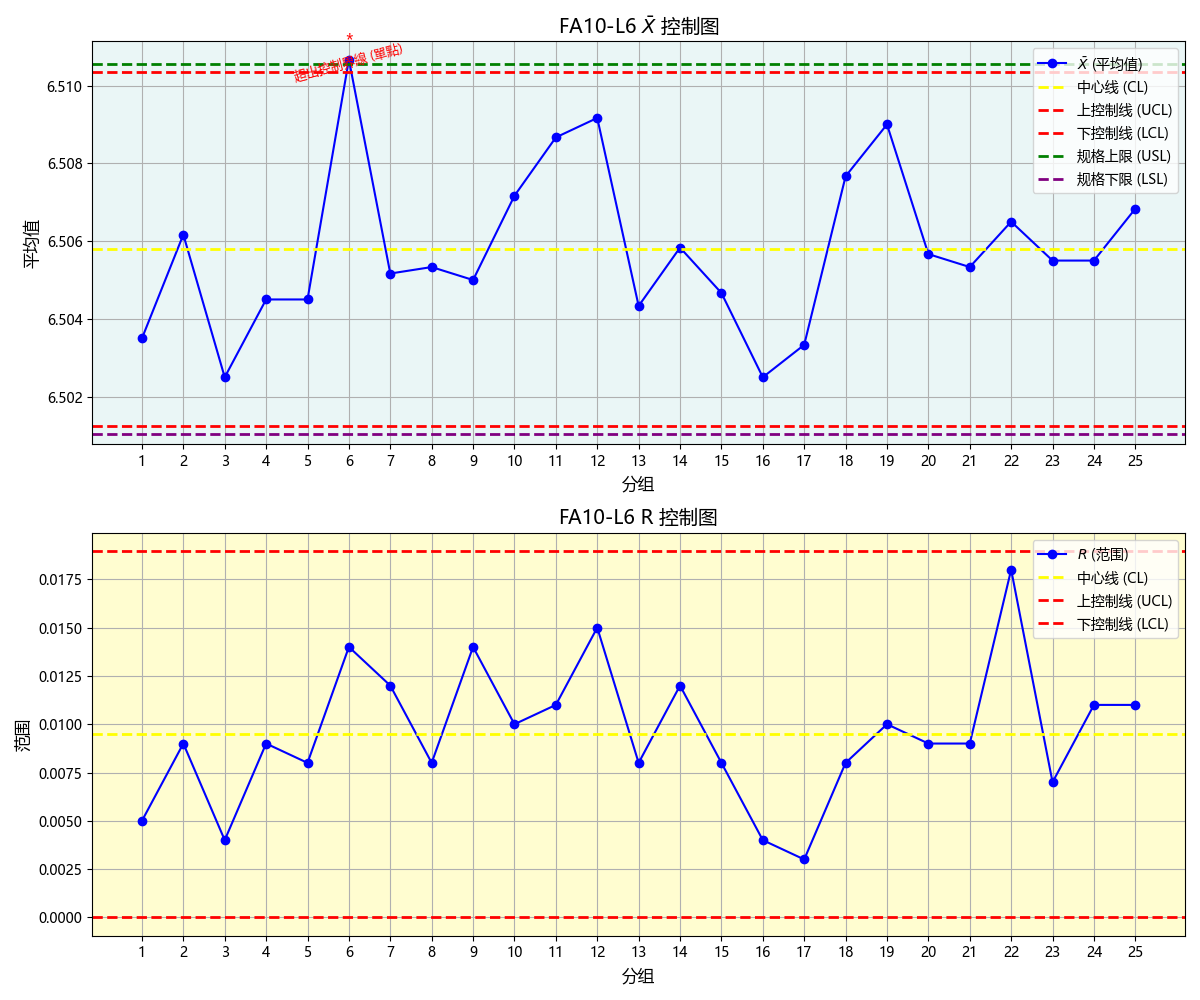 FA10-L6 X̄ 控制图
*
超出控制界線 (單點)
X̄ (平均值)
中心线 (CL)
上控制线 (UCL)
下控制线 (LCL)
规格上限 (USL)
规格下限 (LSL)
平均值
6.510
6.508
6.506
6.504
6.502
1 2 3 4 5 6 7 8 9 10 11 12 13 14 15 16 17 18 19 20 21 22 23 24 25
分组
FA10-L6 R 控制图
R (范围)
中心线 (CL)
上控制线 (UCL)
下控制线 (LCL)
范围
0.0175
0.0150
0.0125
0.0100
0.0075
0.0050
0.0025
0.0000
1 2 3 4 5 6 7 8 9 10 11 12 13 14 15 16 17 18 19 20 21 22 23 24 25
分组